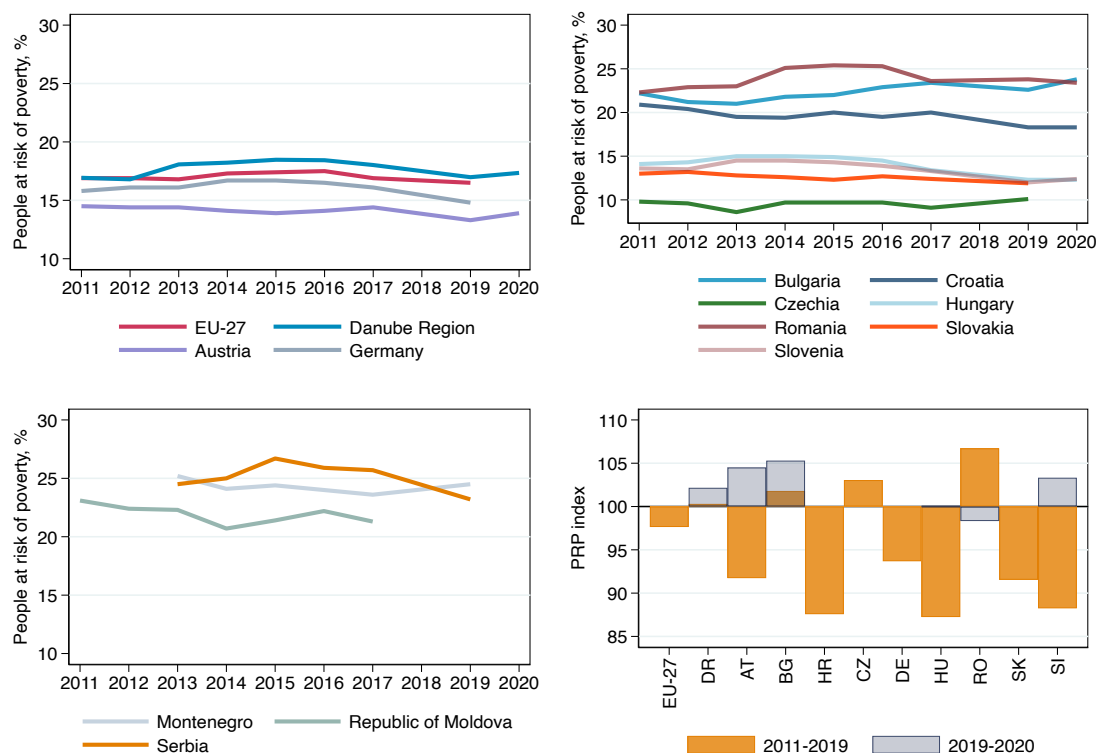 People at risk of poverty, %
30
25
20
15
10
2011 2012 2013 2014 2015 2016 2017 2018 2019 2020
EU-27 Danube Region
Austria Germany
People at risk of poverty, %
30
25
20
15
10
2011 2012 2013 2014 2015 2016 2017 2018 2019 2020
Bulgaria Croatia
Czechia Hungary
Romania Slovakia
Slovenia
People at risk of poverty, %
30
25
20
15
10
2011 2012 2013 2014 2015 2016 2017 2018 2019 2020
Montenegro Republic of Moldova
Serbia
PRP index
110
105
100
95
90
85
EU-27 DR AT BG HR CZ DE HU RO SK SI
2011-2019 2019-2020